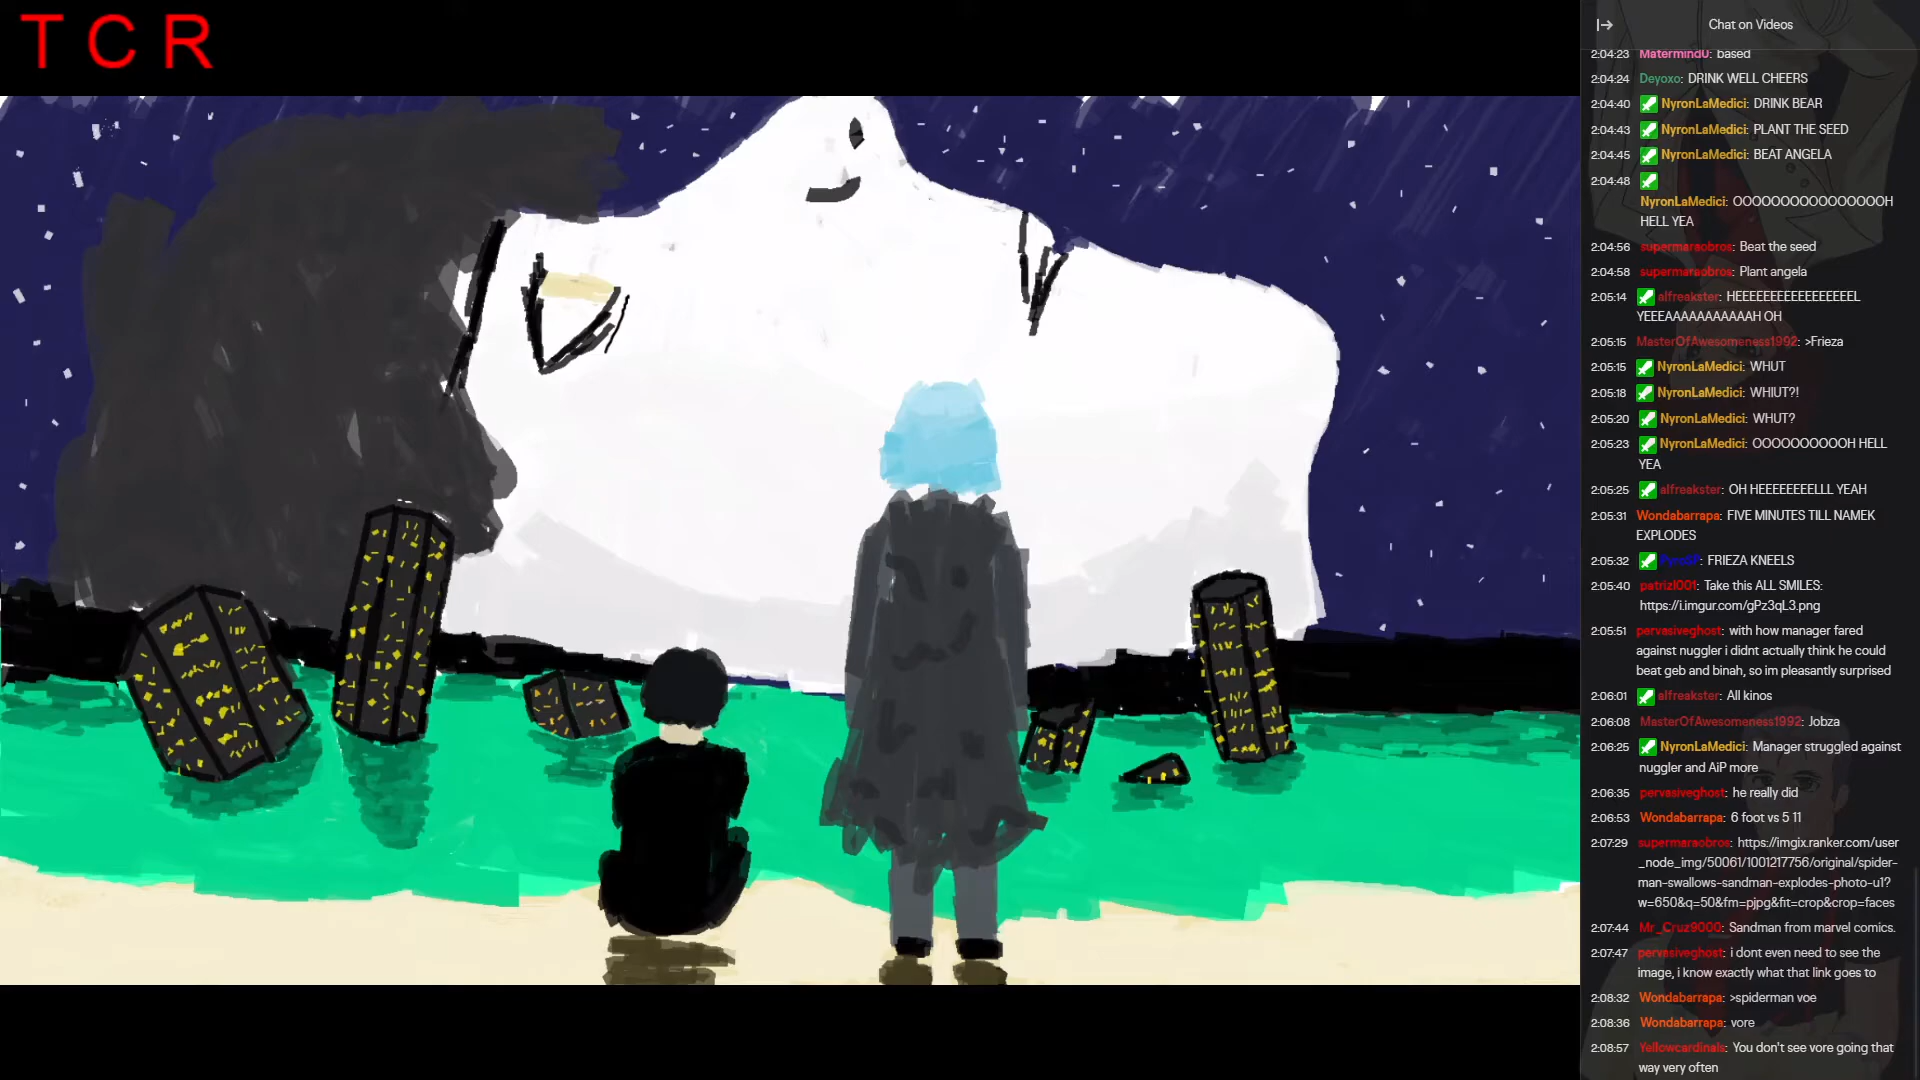 T C R
Chat on Videos
2:04:23 MatermindU: based
2:04:24 Deyoxo: DRINK WELL CHEERS
2:04:40 NyronLaMedici: DRINK BEAR
2:04:43 NyronLaMedici: PLANT THE SEED
2:04:45 NyronLaMedici: BEAT ANGELA
2:04:48
NyronLaMedici: OOOOOOOOOOOOOOOOH
HELL YEA
2:04:56 supermaraobros: Beat the seed
2:04:58 supermaraobros: Plant angela
2:05:14 alfreakster: HEEEEEEEEEEEEEEEEEL
YEEEAAAAAAAAAAAH OH
2:05:15 MasterOfAwesomeness1992: >Frieza
2:05:15 NyronLaMedici: WHUT
2:05:18 NyronLaMedici: WHIUT?!
2:05:20 NyronLaMedici: WHUT?
2:05:23 NyronLaMedici: OOOOOOOOOOH HELL
YEA
2:05:25 alfreakster: OH HEEEEEEEELLL YEAH
2:05:31 Wondabarrapa: FIVE MINUTES TILL NAMEK
EXPLODES
2:05:32 : FRIEZA KNEELS
2:05:40 patrizl001: Take this ALL SMILES:
https://i.imgur.com/gPz3qL3.png
2:05:51 pervasiveghost: with how manager fared
against nuggler i didnt actually think he could
beat geb and binah, so im pleasantly surprised
2:06:01 alfreakster: All kinos
2:06:08 MasterOfAwesomeness1992: Jobza
2:06:25 NyronLaMedici: Manager struggled against
nuggler and AiP more
2:06:35 pervasiveghost: he really did
2:06:53 Wondabarrapa: 6 foot vs 5 11
2:07:29 supermaraobros: https://imgix.ranker.com/user
_node_img/50061/1001217756/original/spider-
man-swallows-sandman-explodes-photo-u1?
w=650&q=50&fm=pjpg&fit=crop&crop=faces
2:07:44 Mr_Cruz9000: Sandman from marvel comics.
2:07:47 pervasiveghost: i dont even need to see the
image, i know exactly what that link goes to
2:08:32 Wondabarrapa: >spiderman voe
2:08:36 Wondabarrapa: vore
2:08:57 Yellowcardinals: You don't see vore going that
way very often